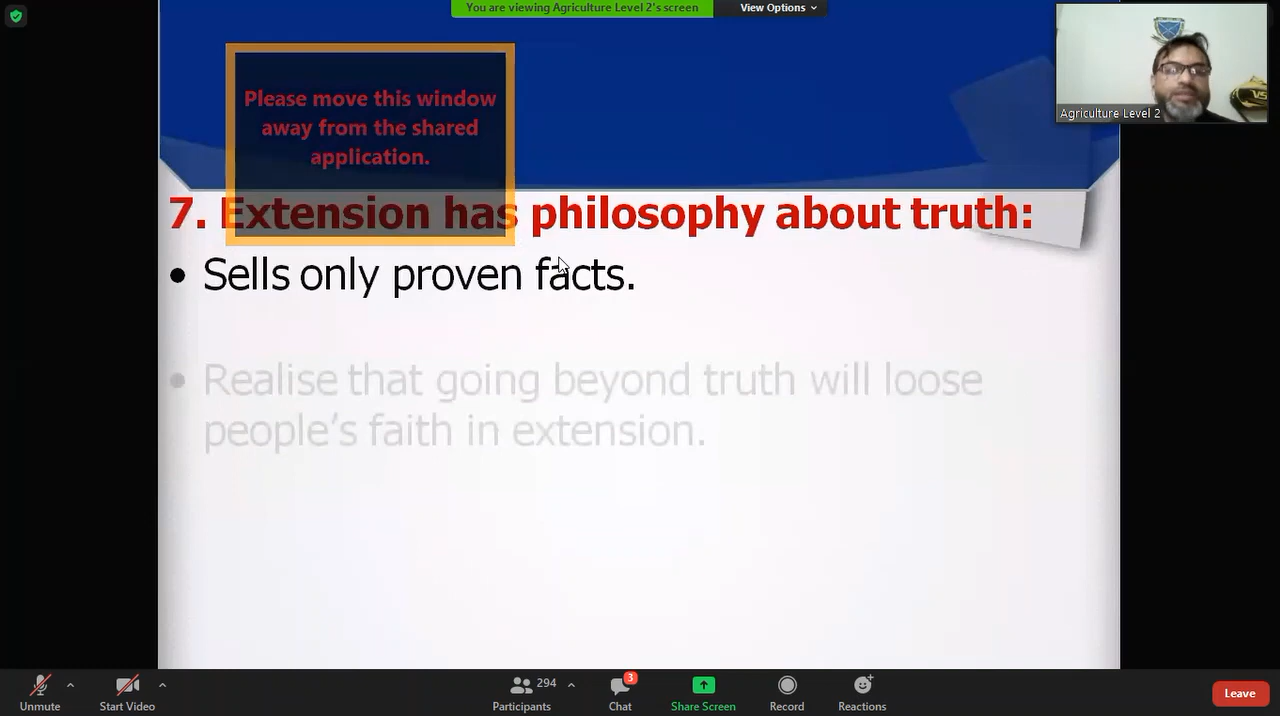 You are viewing Agriculture Level 2's screen
View Options
Please move this window
away from the shared
application.
Agriculture Level 2
7. Extension has philosophy about truth:
• Sells only proven facts.
• Realise that going beyond truth will loose
people's faith in extension.
Unmute
Start Video
294
Participants
3
Chat
Share Screen
Record
Reactions
Leave